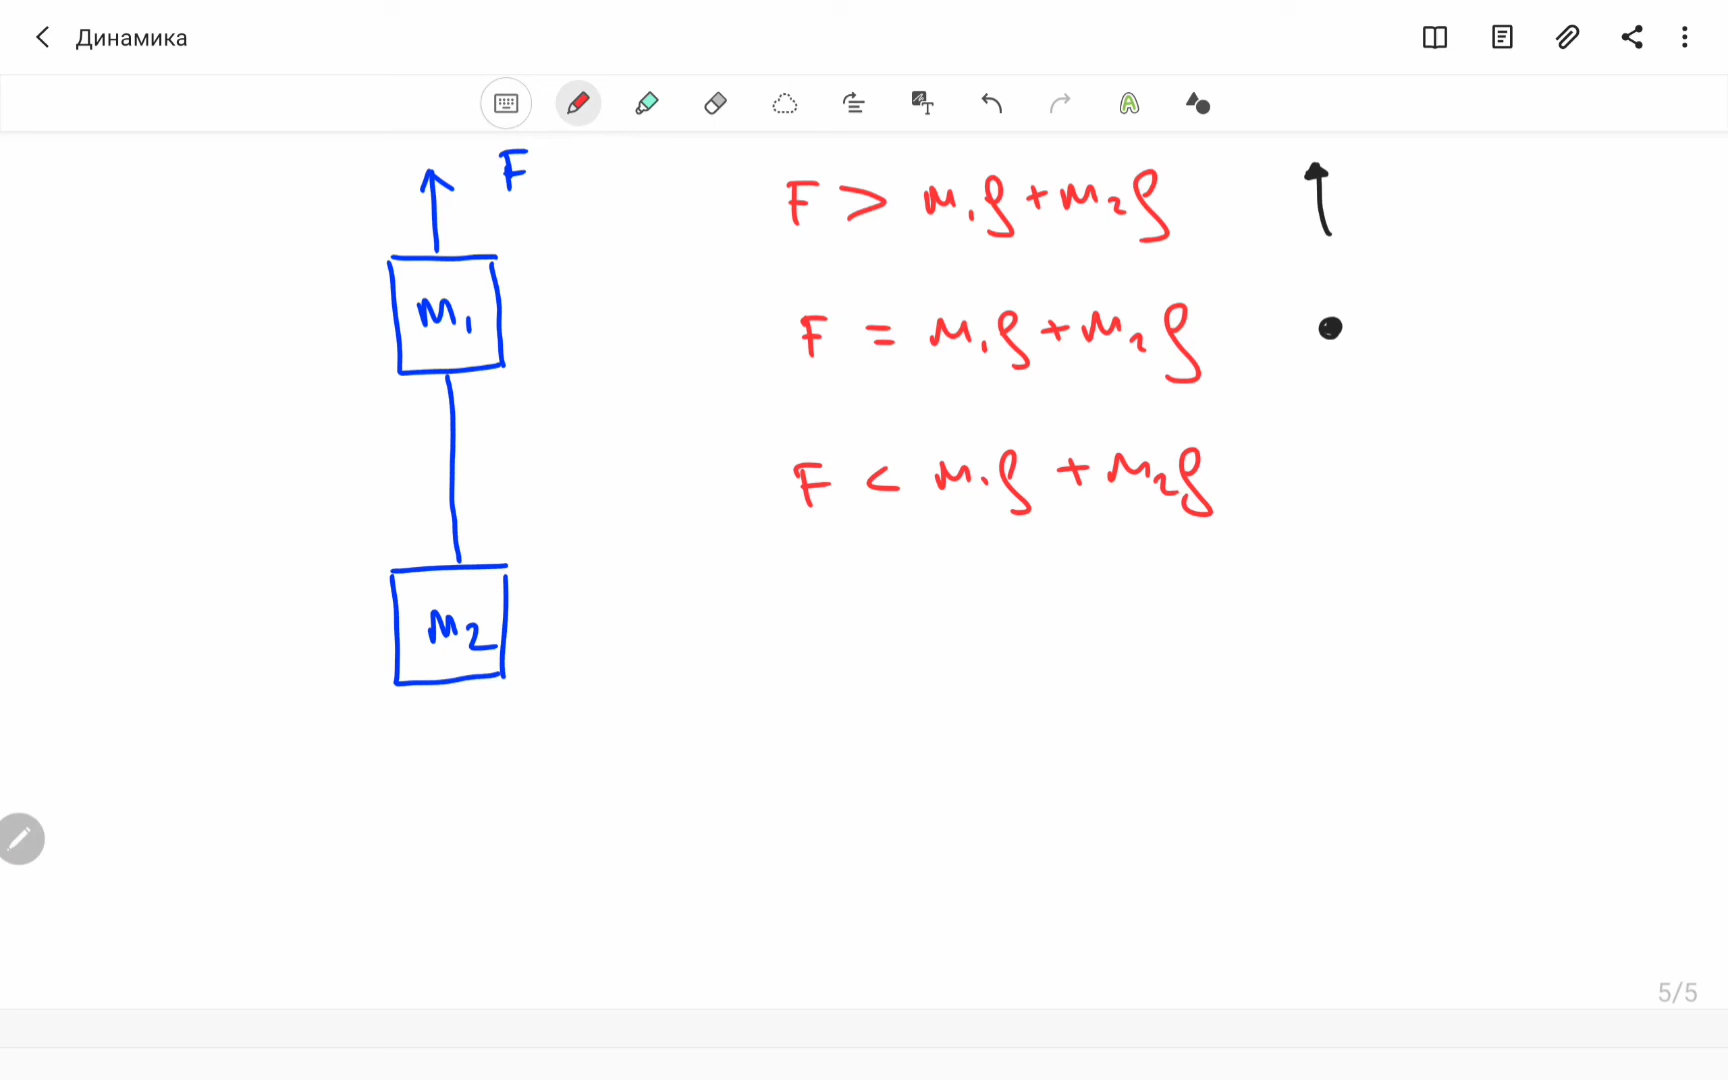 Динамика
F
m₁
m₂
F > m₁g + m₂g
F = m₁g + m₂g
F < m₁g + m₂g
5/5